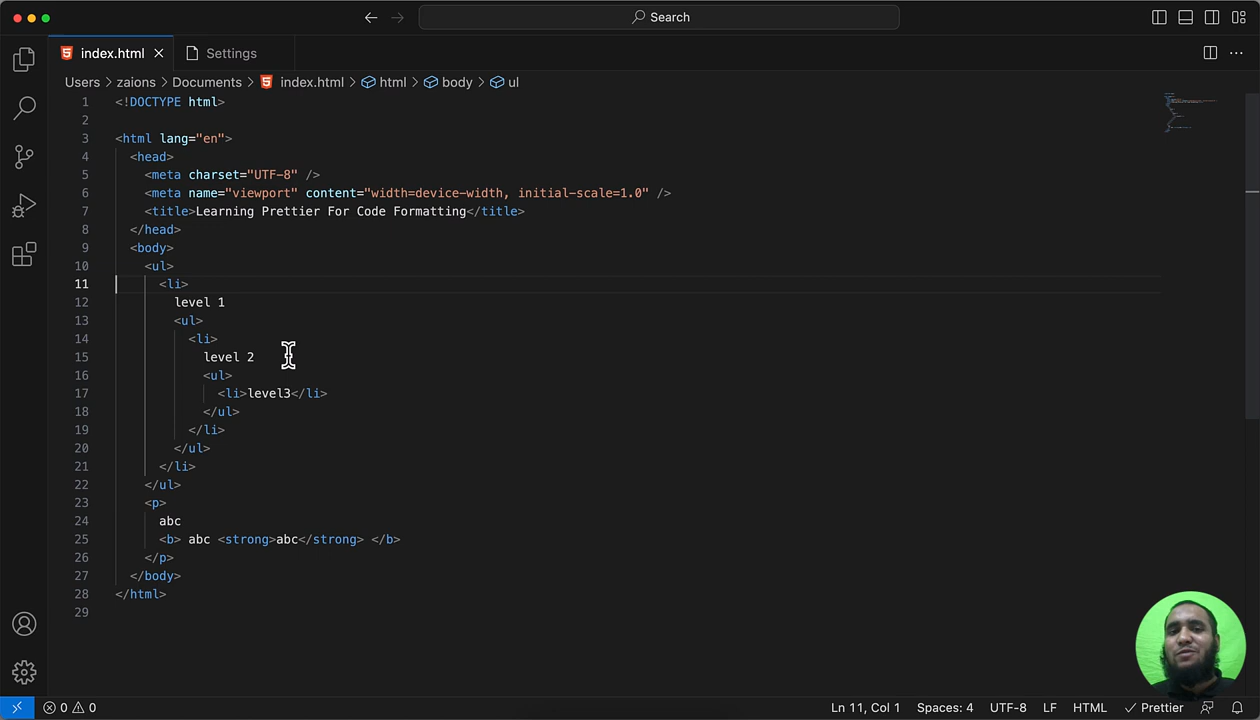 Search
index.html
Settings
Users > zaions > Documents > index.html > html > body > ul
1 <!DOCTYPE html>
2
3 <html lang="en">
4 <head>
5 <meta charset="UTF-8" />
6 <meta name="viewport" content="width=device-width, initial-scale=1.0" />
7 <title>Learning Prettier For Code Formatting</title>
8 </head>
9 <body>
10 <ul>
11 <li>
12 level 1
13 <ul>
14 <li>
15 level 2
16 <ul>
17 <li>level3</li>
18 </ul>
19 </li>
20 </ul>
21 </li>
22 </ul>
23 <p>
24 abc
25 <b> abc <strong>abc</strong> </b>
26 </p>
27 </body>
28 </html>
29
0 0 Ln 11, Col 1 Spaces: 4 UTF-8 LF HTML Prettier